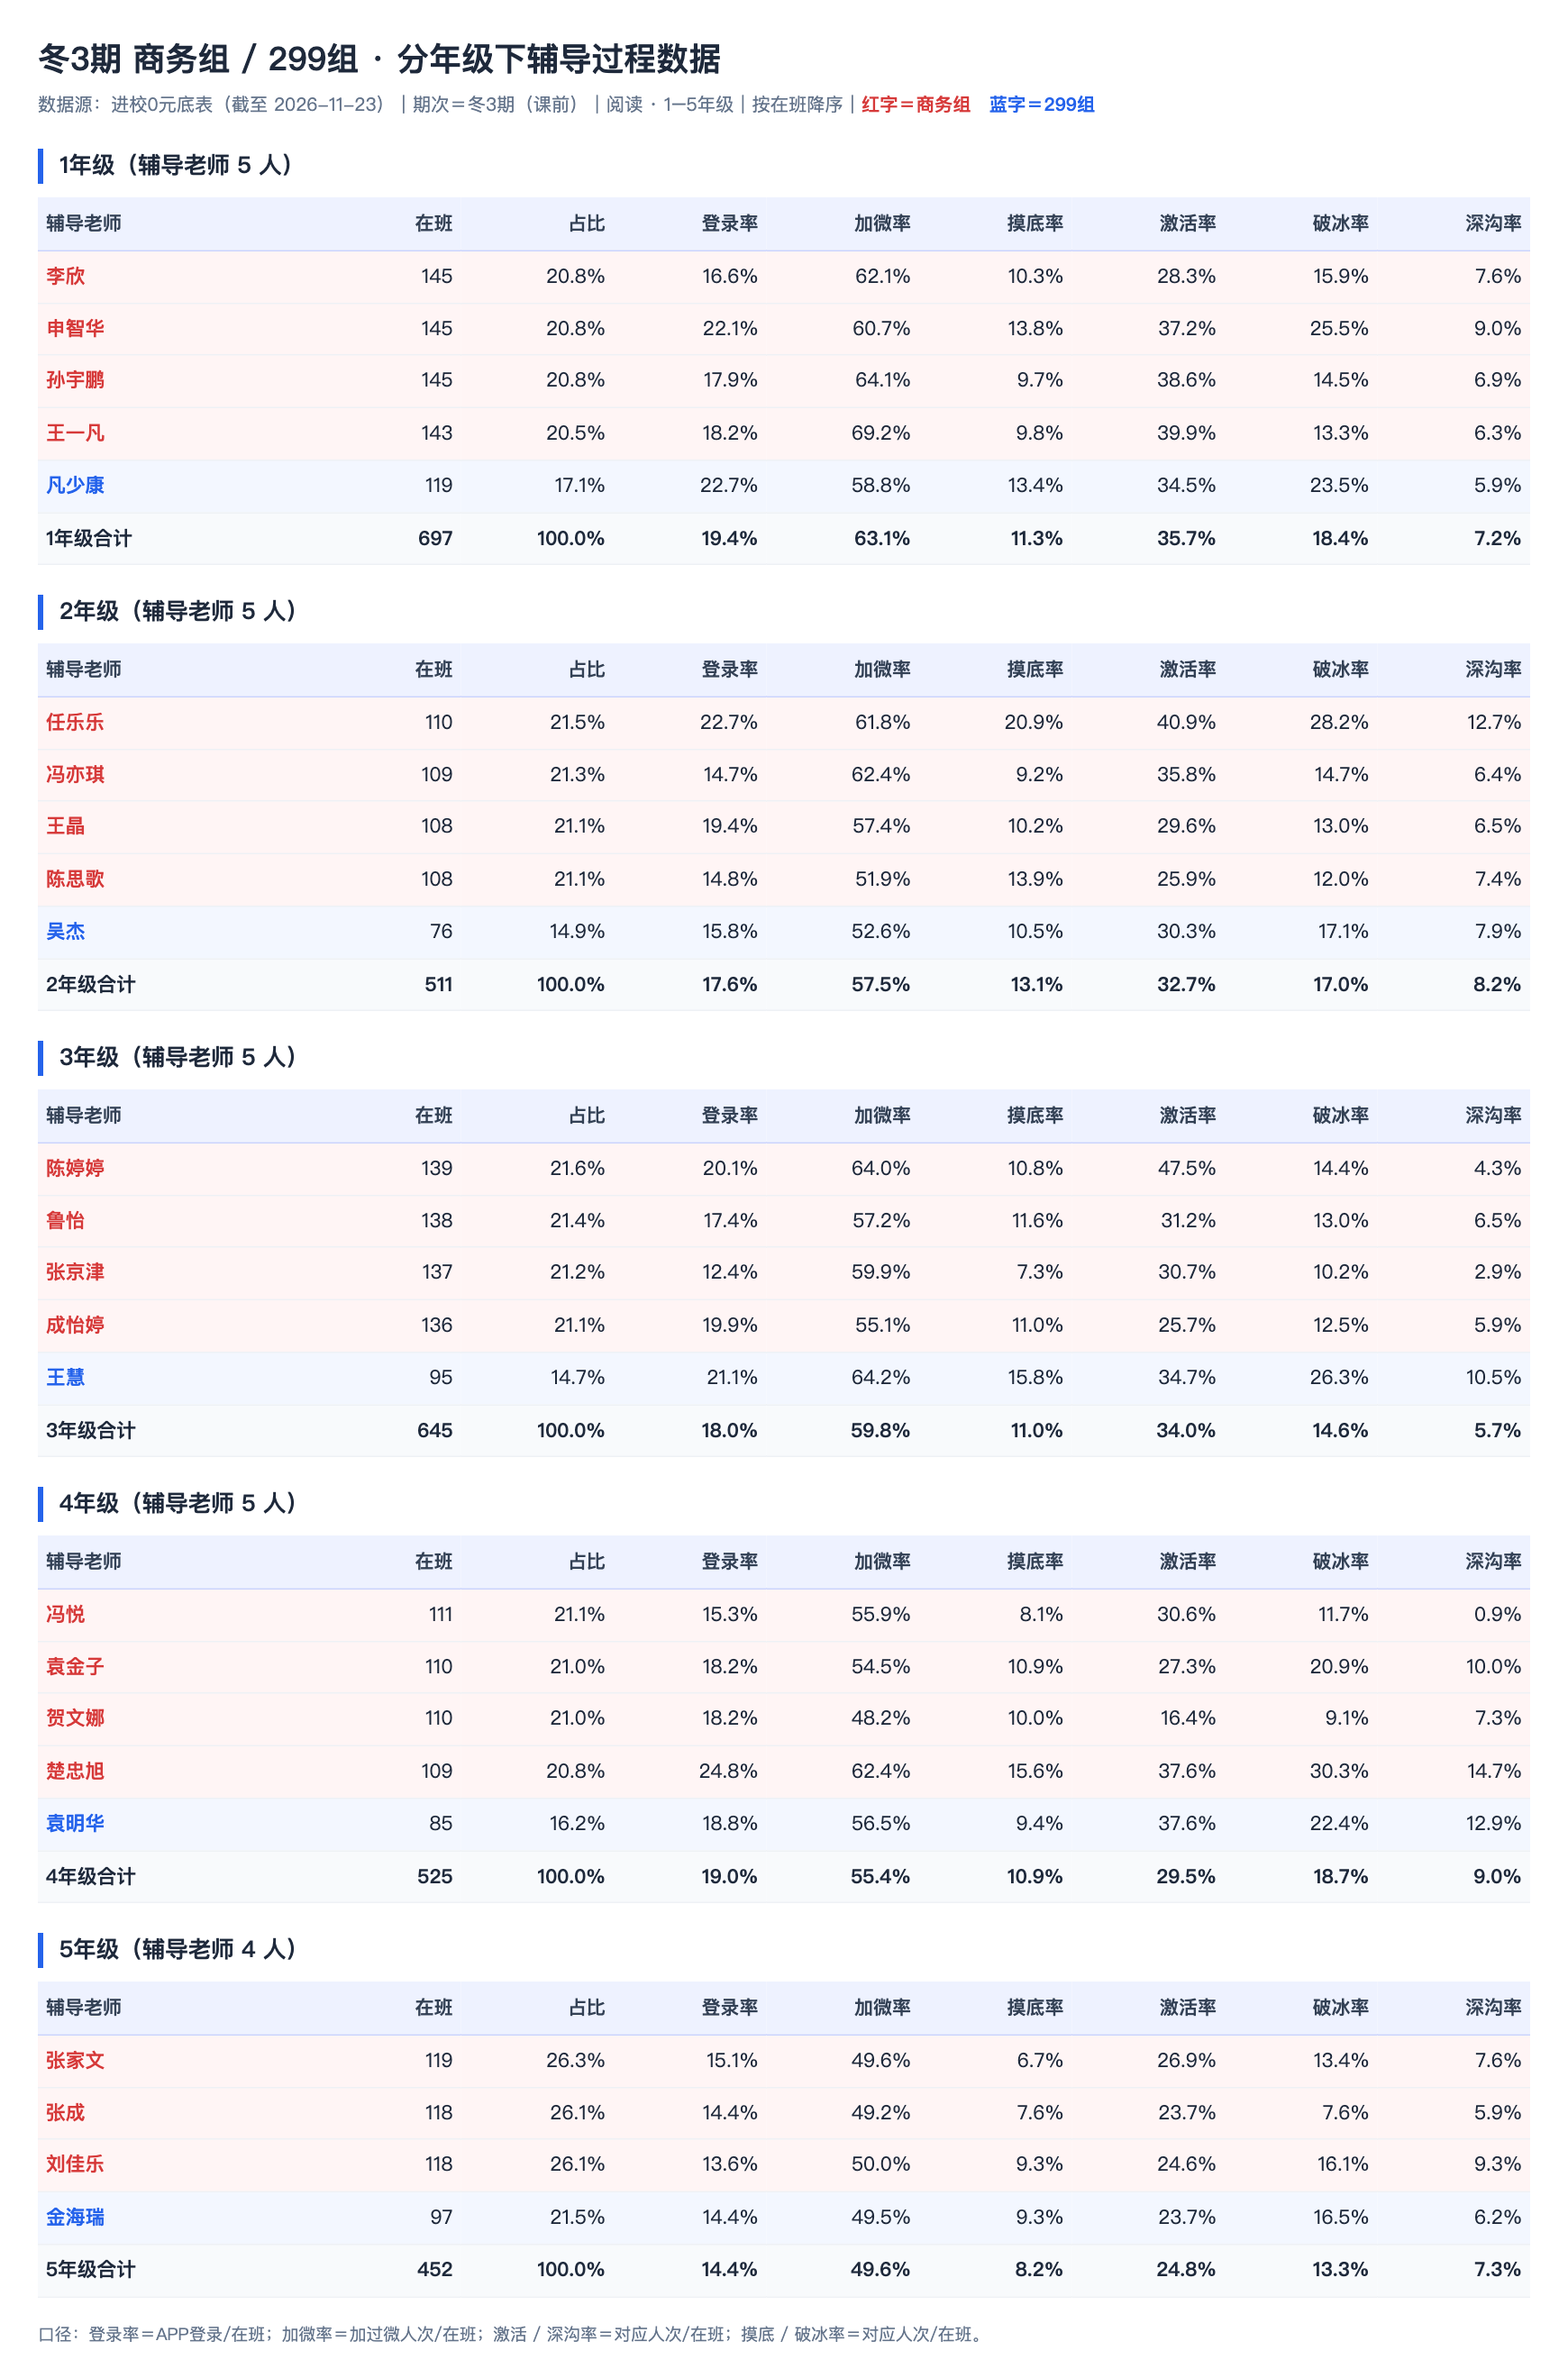 冬3期 商务组 / 299组 · 分年级下辅导过程数据
数据源：进校0元底表（截至 2026-11-23）｜期次＝冬3期（课前）｜阅读 · 1—5年级｜按在班降序｜红字＝商务组 蓝字＝299组
1年级（辅导老师 5 人）
辅导老师 在班 占比 登录率 加微率 摸底率 激活率 破冰率 深沟率
李欣 145 20.8% 16.6% 62.1% 10.3% 28.3% 15.9% 7.6%
申智华 145 20.8% 22.1% 60.7% 13.8% 37.2% 25.5% 9.0%
孙宇鹏 145 20.8% 17.9% 64.1% 9.7% 38.6% 14.5% 6.9%
王一凡 143 20.5% 18.2% 69.2% 9.8% 39.9% 13.3% 6.3%
凡少康 119 17.1% 22.7% 58.8% 13.4% 34.5% 23.5% 5.9%
1年级合计 697 100.0% 19.4% 63.1% 11.3% 35.7% 18.4% 7.2%
2年级（辅导老师 5 人）
辅导老师 在班 占比 登录率 加微率 摸底率 激活率 破冰率 深沟率
任乐乐 110 21.5% 22.7% 61.8% 20.9% 40.9% 28.2% 12.7%
冯亦琪 109 21.3% 14.7% 62.4% 9.2% 35.8% 14.7% 6.4%
王晶 108 21.1% 19.4% 57.4% 10.2% 29.6% 13.0% 6.5%
陈思歌 108 21.1% 14.8% 51.9% 13.9% 25.9% 12.0% 7.4%
吴杰 76 14.9% 15.8% 52.6% 10.5% 30.3% 17.1% 7.9%
2年级合计 511 100.0% 17.6% 57.5% 13.1% 32.7% 17.0% 8.2%
3年级（辅导老师 5 人）
辅导老师 在班 占比 登录率 加微率 摸底率 激活率 破冰率 深沟率
陈婷婷 139 21.6% 20.1% 64.0% 10.8% 47.5% 14.4% 4.3%
鲁怡 138 21.4% 17.4% 57.2% 11.6% 31.2% 13.0% 6.5%
张京津 137 21.2% 12.4% 59.9% 7.3% 30.7% 10.2% 2.9%
成怡婷 136 21.1% 19.9% 55.1% 11.0% 25.7% 12.5% 5.9%
王慧 95 14.7% 21.1% 64.2% 15.8% 34.7% 26.3% 10.5%
3年级合计 645 100.0% 18.0% 59.8% 11.0% 34.0% 14.6% 5.7%
4年级（辅导老师 5 人）
辅导老师 在班 占比 登录率 加微率 摸底率 激活率 破冰率 深沟率
冯悦 111 21.1% 15.3% 55.9% 8.1% 30.6% 11.7% 0.9%
袁金子 110 21.0% 18.2% 54.5% 10.9% 27.3% 20.9% 10.0%
贺文娜 110 21.0% 18.2% 48.2% 10.0% 16.4% 9.1% 7.3%
楚忠旭 109 20.8% 24.8% 62.4% 15.6% 37.6% 30.3% 14.7%
袁明华 85 16.2% 18.8% 56.5% 9.4% 37.6% 22.4% 12.9%
4年级合计 525 100.0% 19.0% 55.4% 10.9% 29.5% 18.7% 9.0%
5年级（辅导老师 4 人）
辅导老师 在班 占比 登录率 加微率 摸底率 激活率 破冰率 深沟率
张家文 119 26.3% 15.1% 49.6% 6.7% 26.9% 13.4% 7.6%
张成 118 26.1% 14.4% 49.2% 7.6% 23.7% 7.6% 5.9%
刘佳乐 118 26.1% 13.6% 50.0% 9.3% 24.6% 16.1% 9.3%
金海瑞 97 21.5% 14.4% 49.5% 9.3% 23.7% 16.5% 6.2%
5年级合计 452 100.0% 14.4% 49.6% 8.2% 24.8% 13.3% 7.3%
口径：登录率＝APP登录/在班；加微率＝加过微人次/在班；激活 / 深沟率＝对应人次/在班；摸底 / 破冰率＝对应人次/在班。